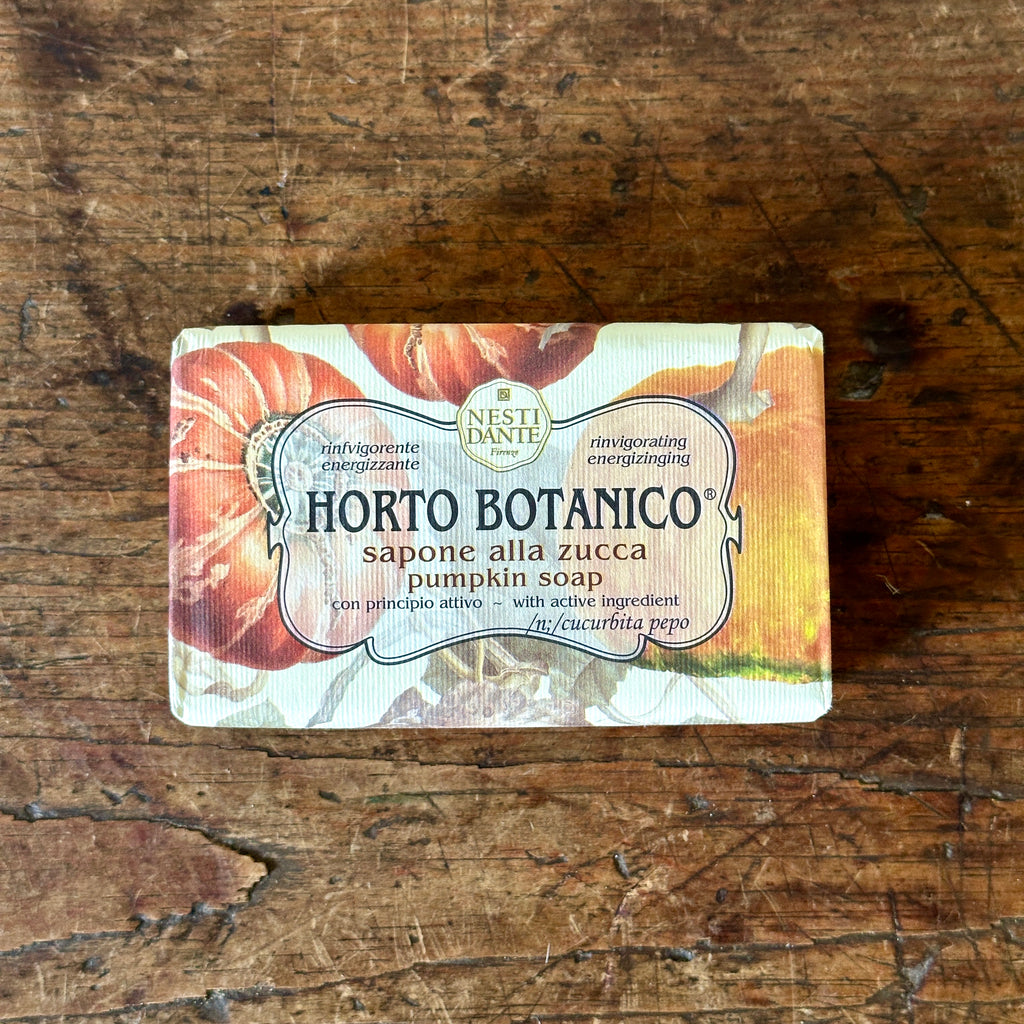 NESTI
DANTE
Firenze
rinfvigorente
energizzante
rinvigorating
energizinging
HORTO BOTANICO®
sapone alla zucca
pumpkin soap
con principio attivo ~ with active ingredient
/n;/cucurbita pepo